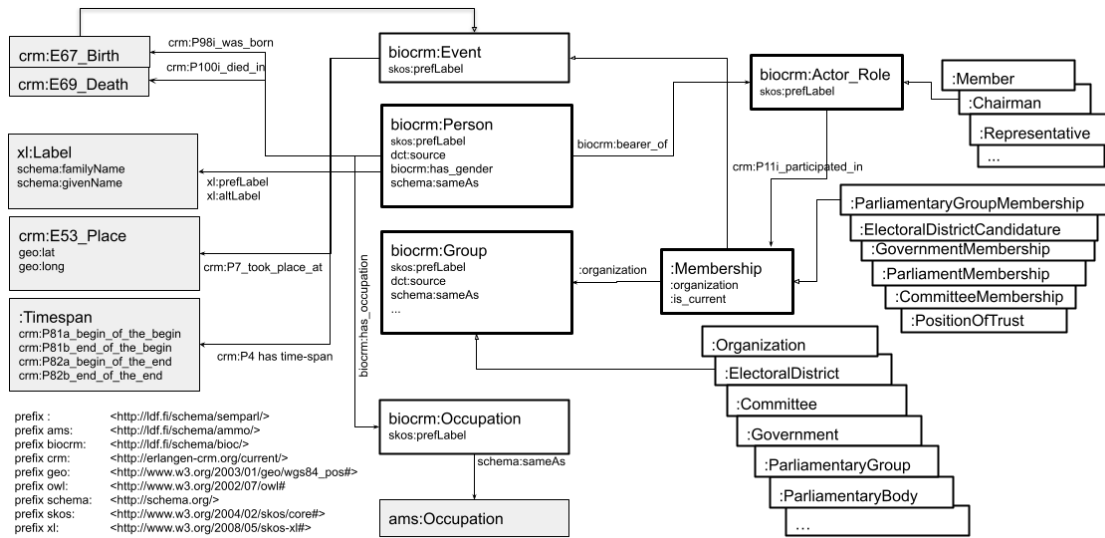 crm:E67_Birth
crm:E69_Death
crm:P98i_was_born
crm:P100i_died_in
biocrm:Event
skos:prefLabel
biocrm:Actor_Role
skos:prefLabel
:Member
:Chairman
:Representative
...
xl:Label
schema:familyName
schema:givenName
xl:prefLabel
xl:altLabel
biocrm:Person
skos:prefLabel
dct:source
biocrm:has_gender
schema:sameAs
biocrm:bearer_of
crm:P11i_participated_in
:ParliamentaryGroupMembership
:ElectoralDistrictCandidature
:GovernmentMembership
:ParliamentMembership
:CommitteeMembership
:PositionOfTrust
crm:E53_Place
geo:lat
geo:long
crm:P7_took_place_at
biocrm:Group
skos:prefLabel
dct:source
schema:sameAs
...
:organization
:Membership
:organization
:is_current
:Timespan
crm:P81a_begin_of_the_begin
crm:P81b_end_of_the_begin
crm:P82a_begin_of_the_end
crm:P82b_end_of_the_end
crm:P4 has time-span
biocrm:has_occupation
:Organization
:ElectoralDistrict
:Committee
:Government
:ParliamentaryGroup
:ParliamentaryBody
...
biocrm:Occupation
skos:prefLabel
schema:sameAs
ams:Occupation
prefix : <http://ldf.fi/schema/semparl/>
prefix ams: <http://ldf.fi/schema/ammo/>
prefix biocrm: <http://ldf.fi/schema/bioc/>
prefix crm: <http://erlangen-crm.org/current/>
prefix geo: <http://www.w3.org/2003/01/geo/wgs84_pos#>
prefix owl: <http://www.w3.org/2002/07/owl#
prefix schema: <http://schema.org/>
prefix skos: <http://www.w3.org/2004/02/skos/core#>
prefix xl: <http://www.w3.org/2008/05/skos-xl#>